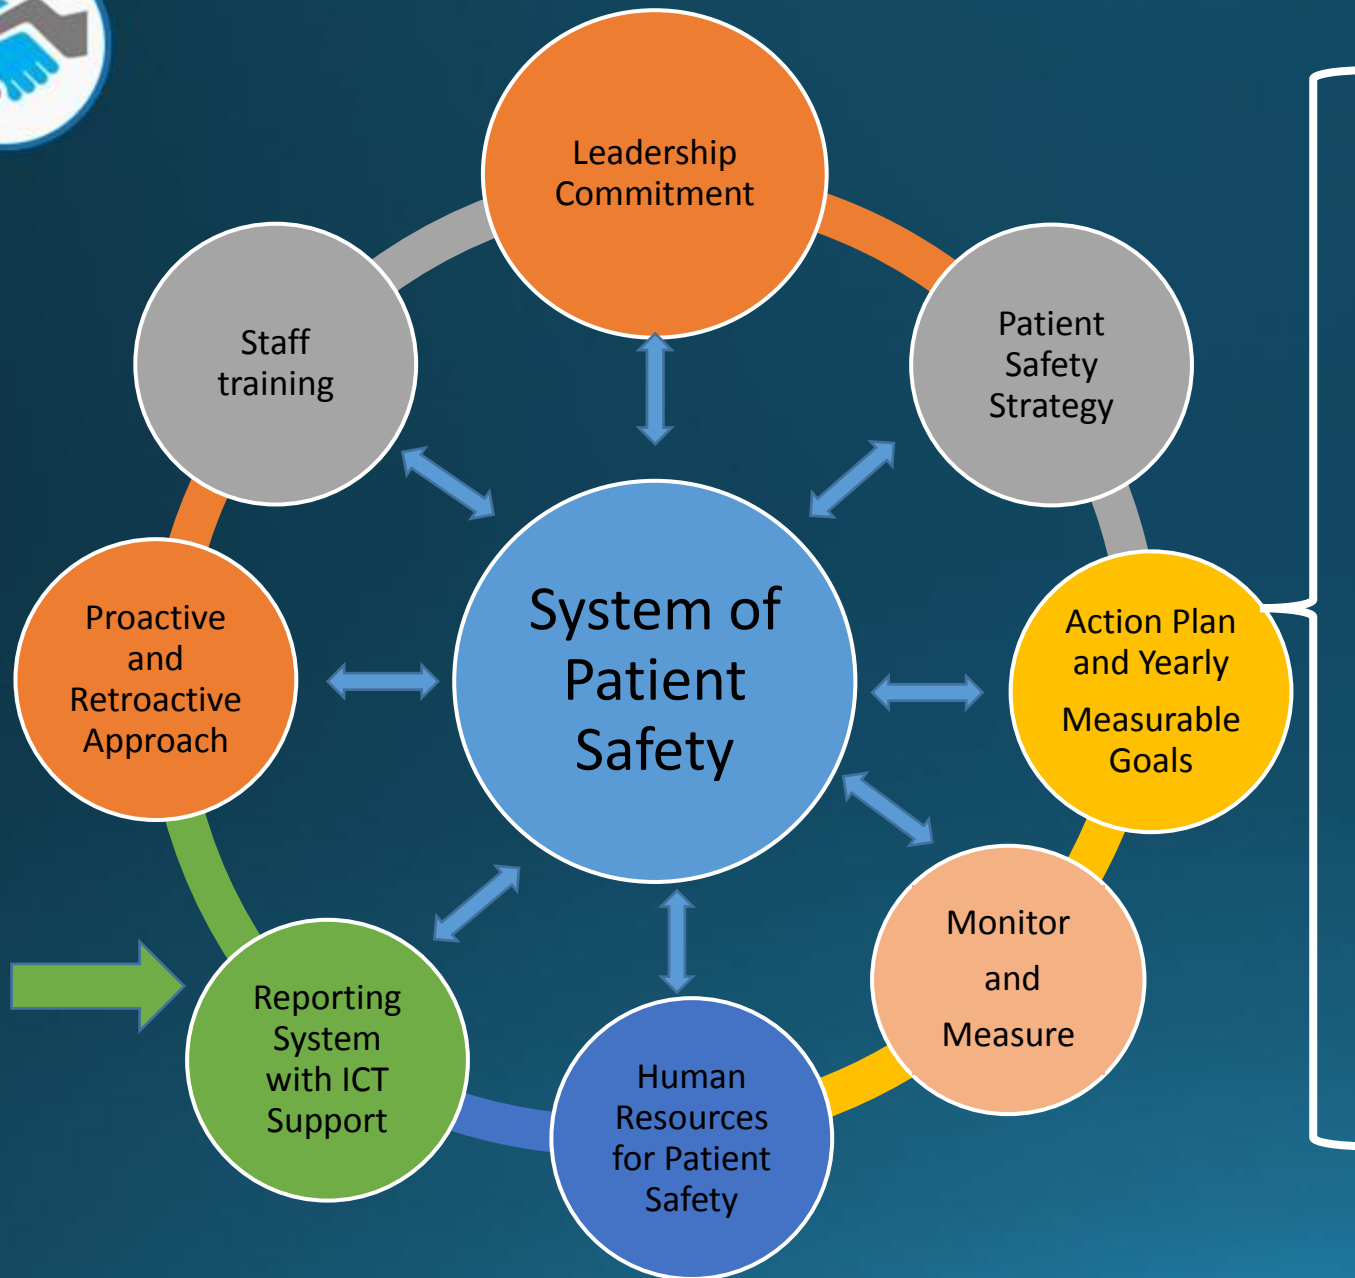 Leadership
Commitment
Patient
Safety
Strategy
Action Plan
and Yearly
Measurable
Goals
Monitor
and
Measure
Human
Resources
for Patient
Safety
Reporting
System
with ICT
Support
Proactive
and
Retroactive
Approach
Staff
training
System of
Patient
Safety